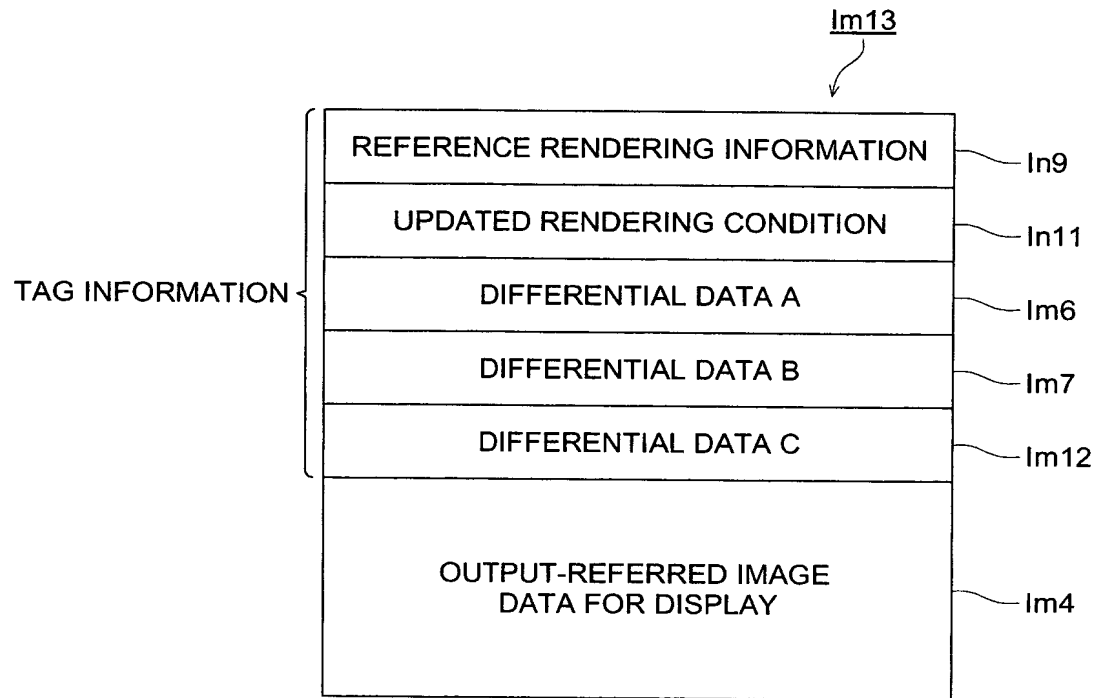 Im13
REFERENCE RENDERING INFORMATION
In9
UPDATED RENDERING CONDITION
In11
TAG INFORMATION
DIFFERENTIAL DATA A
Im6
DIFFERENTIAL DATA B
Im7
DIFFERENTIAL DATA C
Im12
OUTPUT-REFERRED IMAGE
DATA FOR DISPLAY
Im4